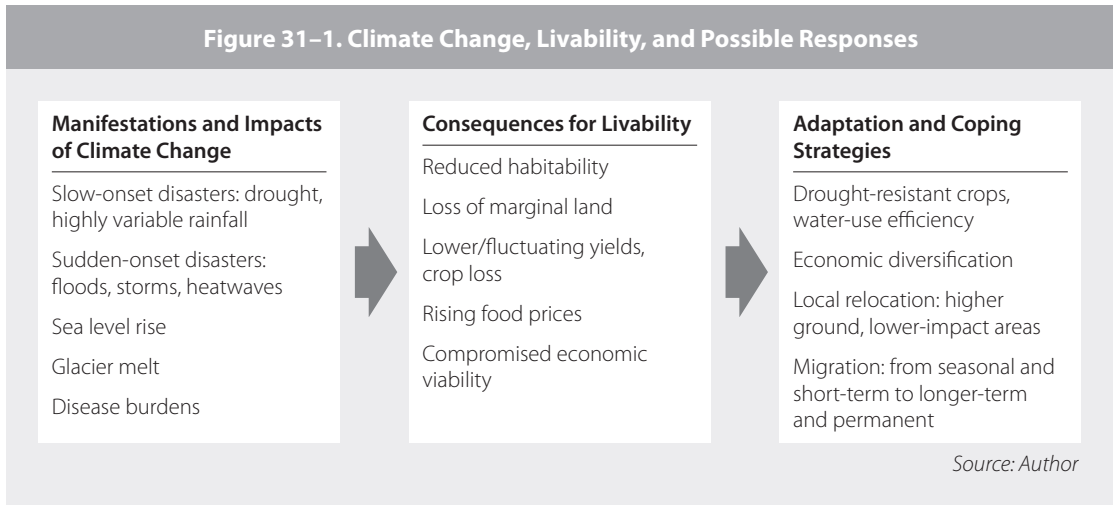 Figure 31–1. Climate Change, Livability, and Possible Responses
Manifestations and Impacts
of Climate Change
Slow-onset disasters: drought,
highly variable rainfall
Sudden-onset disasters:
floods, storms, heatwaves
Sea level rise
Glacier melt
Disease burdens
Consequences for Livability
Reduced habitability
Loss of marginal land
Lower/fluctuating yields,
crop loss
Rising food prices
Compromised economic
viability
Adaptation and Coping
Strategies
Drought-resistant crops,
water-use efficiency
Economic diversification
Local relocation: higher
ground, lower-impact areas
Migration: from seasonal and
short-term to longer-term
and permanent
Source: Author